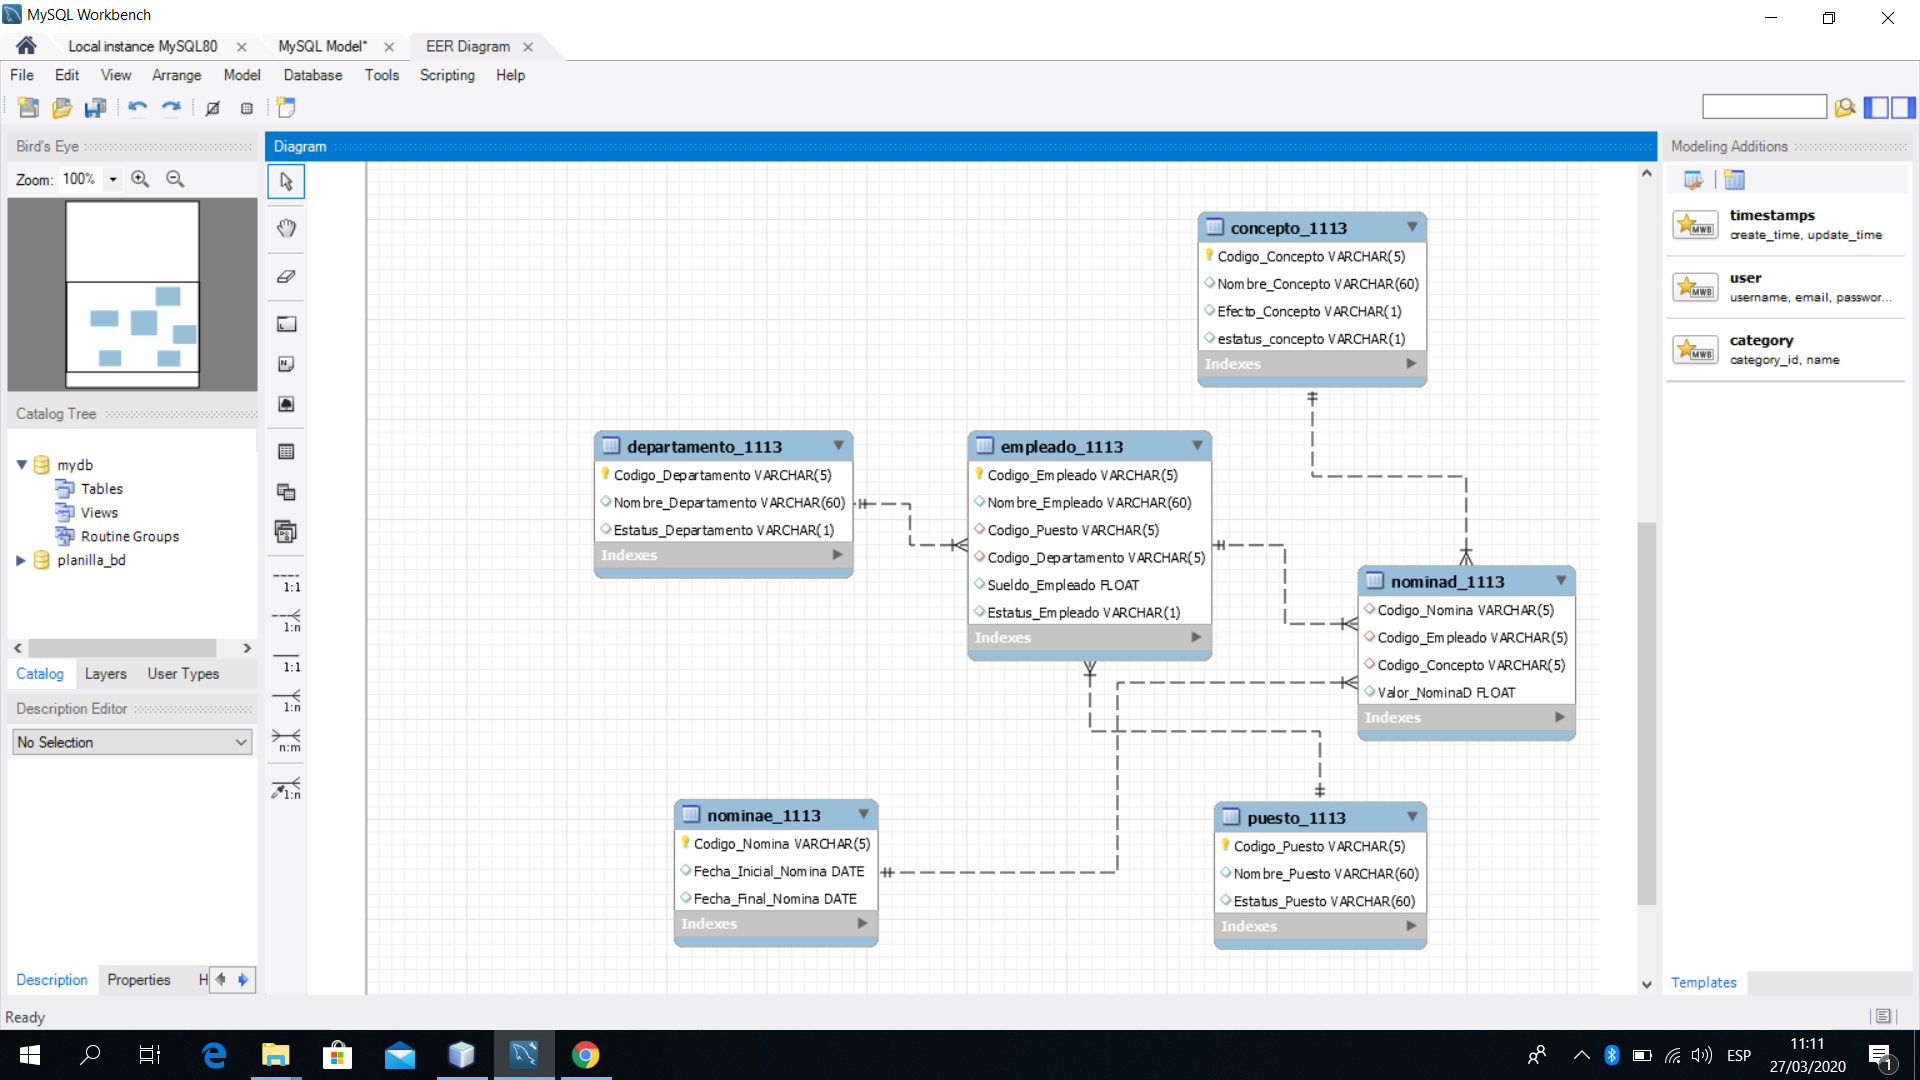 MySQL Workbench
Local instance MySQL80
MySQL Model*
EER Diagram
File Edit View Arrange Model Database Tools Scripting Help
Bird's Eye
Zoom: 100%
Catalog Tree
mydb
Tables
Views
Routine Groups
planilla_bd
Catalog Layers User Types
Description Editor
No Selection
Description Properties H
Ready
Diagram
1:1
1:n
1:1
1:n
n:m
1:n
concepto_1113
Codigo_Concepto VARCHAR(5)
Nombre_Concepto VARCHAR(60)
Efecto_Concepto VARCHAR(1)
estatus_concepto VARCHAR(1)
Indexes
departamento_1113
Codigo_Departamento VARCHAR(5)
Nombre_Departamento VARCHAR(60)
Estatus_Departamento VARCHAR(1)
Indexes
empleado_1113
Codigo_Empleado VARCHAR(5)
Nombre_Empleado VARCHAR(60)
Codigo_Puesto VARCHAR(5)
Codigo_Departamento VARCHAR(5)
Sueldo_Empleado FLOAT
Estatus_Empleado VARCHAR(1)
Indexes
nominad_1113
Codigo_Nomina VARCHAR(5)
Codigo_Empleado VARCHAR(5)
Codigo_Concepto VARCHAR(5)
Valor_NominaD FLOAT
Indexes
nominae_1113
Codigo_Nomina VARCHAR(5)
Fecha_Inicial_Nomina DATE
Fecha_Final_Nomina DATE
Indexes
puesto_1113
Codigo_Puesto VARCHAR(5)
Nombre_Puesto VARCHAR(60)
Estatus_Puesto VARCHAR(60)
Indexes
Modeling Additions
MWB
timestamps
create_time, update_time
MWB
user
username, email, passwor...
MWB
category
category_id, name
Templates
ESP
11:11
27/03/2020
1